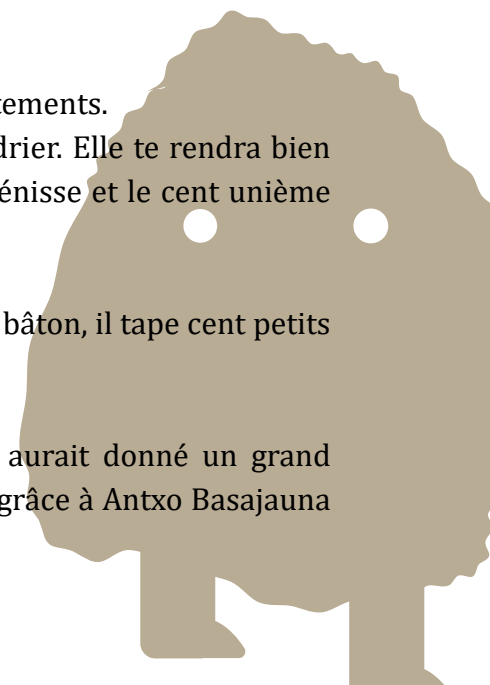 tements.
drier. Elle te rendra bien
énisse et le cent unième
bâton, il tape cent petits
aurait donné un grand
grâce à Antxo Basajauna